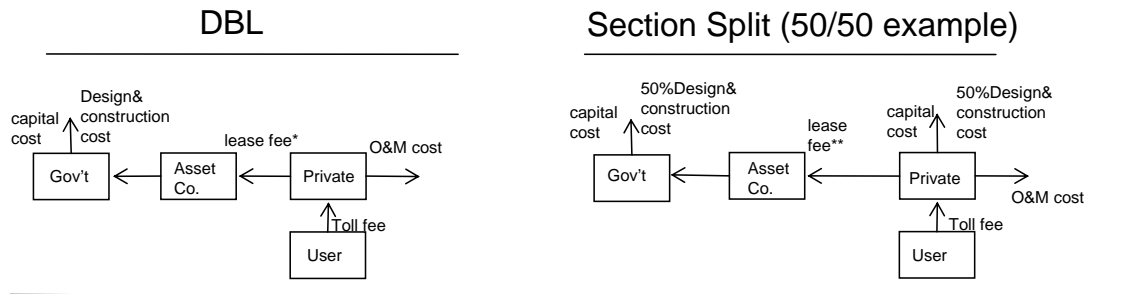 DBL
Design&
construction
cost
capital
cost
lease fee*
O&M cost
Gov't
Asset
Co.
Private
Toll fee
User
Section Split (50/50 example)
50%Design&
construction
cost
capital
cost
lease
fee**
capital
cost
50%Design&
construction
cost
Gov't
Asset
Co.
Private
O&M cost
Toll fee
User